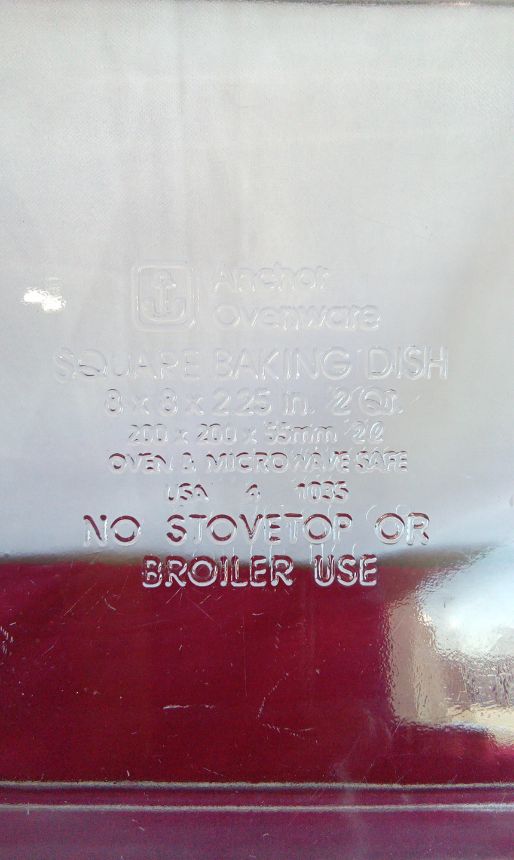 Anchor
Ovenware
SQUARE BAKING DISH
8 x 8 x 2.25 in. 2 Qt.
200 x 200 x 55mm 2ℓ
OVEN & MICROWAVE SAFE
USA 4 1035
NO STOVETOP OR
BROILER USE